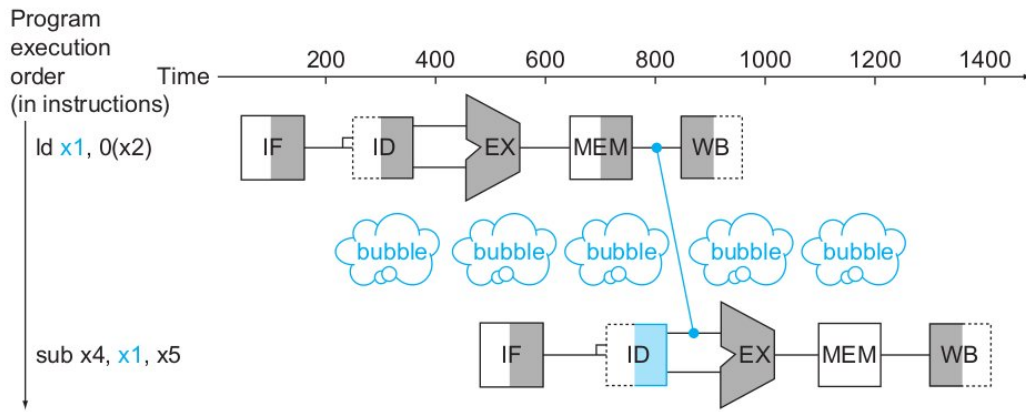 Program
execution
order
(in instructions)
Time
200 400 600 800 1000 1200 1400
ld x1, 0(x2)
IF ID EX MEM WB
bubble bubble bubble bubble bubble
sub x4, x1, x5
IF ID EX MEM WB